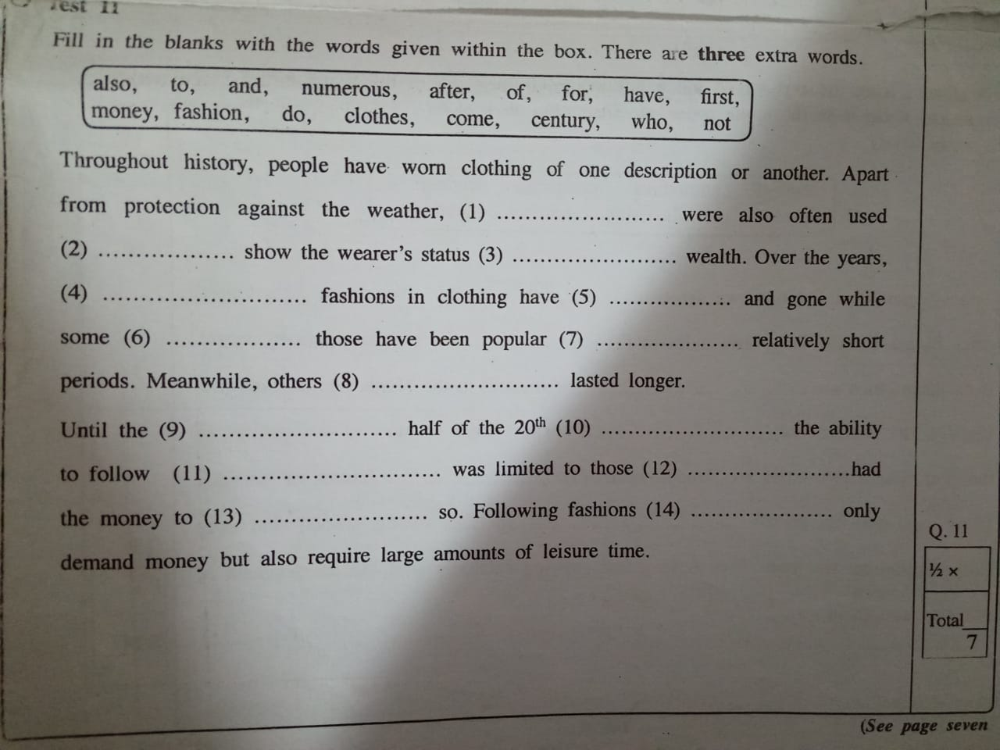 Test 11
Fill in the blanks with the words given within the box. There are three extra words.
also, to, and, numerous, after, of, for, have, first,
money, fashion, do, clothes, come, century, who, not
Throughout history, people have worn clothing of one description or another. Apart
from protection against the weather, (1) ........................ were also often used
(2) .................. show the wearer's status (3) ........................ wealth. Over the years,
(4) ............................ fashions in clothing have (5) .................. and gone while
some (6) .................. those have been popular (7) .................... relatively short
periods. Meanwhile, others (8) .......................... lasted longer.
Until the (9) ............................ half of the 20th (10) .......................... the ability
to follow (11) .............................. was limited to those (12) ........................had
the money to (13) ........................ so. Following fashions (14) .................... only
demand money but also require large amounts of leisure time.
Q. 11
½ x
Total
7
(See page seven